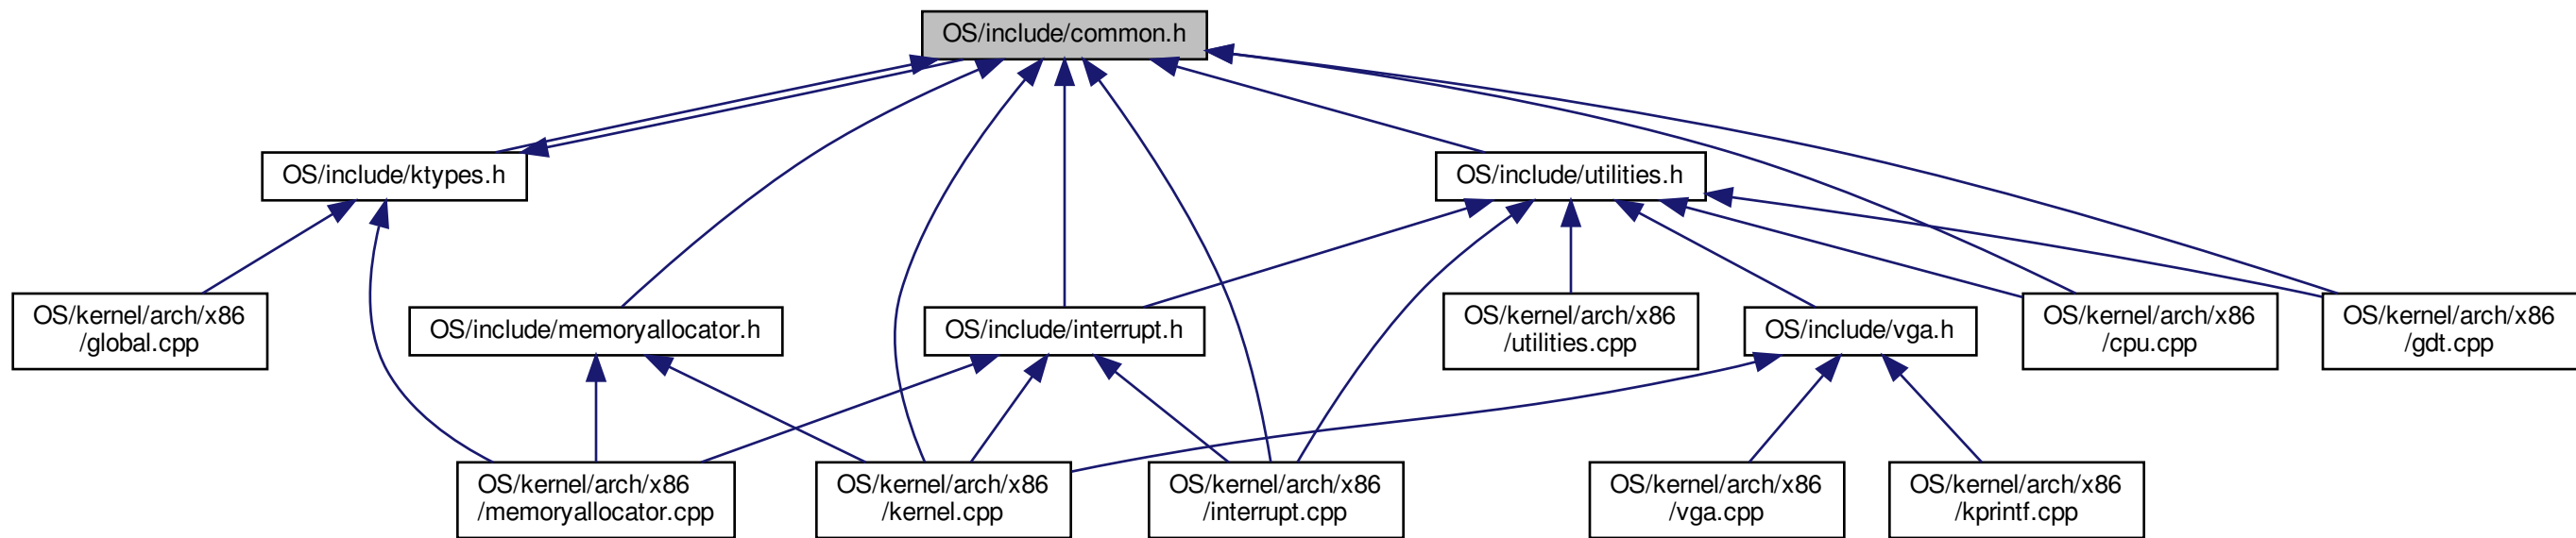 OS/include/common.h
OS/include/ktypes.h
OS/include/utilities.h
OS/kernel/arch/x86
/global.cpp
OS/include/memoryallocator.h
OS/include/interrupt.h
OS/kernel/arch/x86
/utilities.cpp
OS/include/vga.h
OS/kernel/arch/x86
/cpu.cpp
OS/kernel/arch/x86
/gdt.cpp
OS/kernel/arch/x86
/memoryallocator.cpp
OS/kernel/arch/x86
/kernel.cpp
OS/kernel/arch/x86
/interrupt.cpp
OS/kernel/arch/x86
/vga.cpp
OS/kernel/arch/x86
/kprintf.cpp